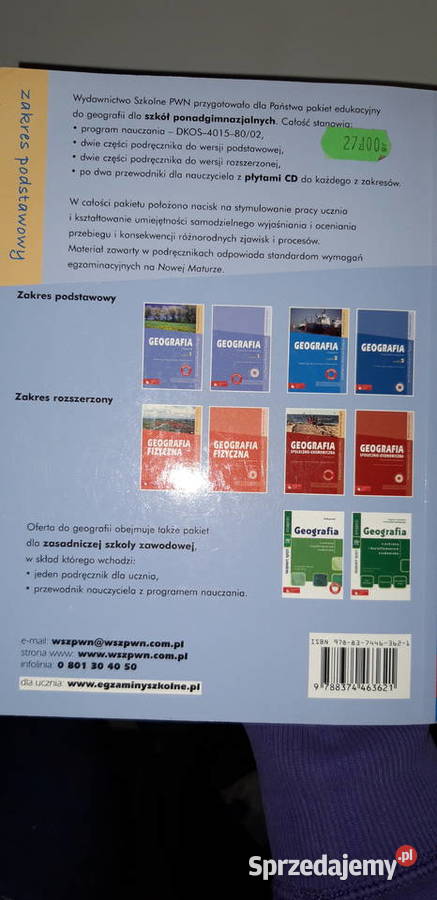 zakres podstawowy
Wydawnictwo Szkolne PWN przygotowało dla Państwa pakiet edukacyjny
do geografii dla szkół ponadgimnazjalnych. Całość stanowią:
• program nauczania – DKOS–4015–80/02,
• dwie części podręcznika do wersji podstawowej,
• dwie części podręcznika do wersji rozszerzonej,
• po dwa przewodniki dla nauczyciela z płytami CD do każdego z zakresów.
27.00
W całości pakietu położono nacisk na stymulowanie pracy ucznia
i kształtowanie umiejętności samodzielnego wyjaśniania i oceniania
przebiegu i konsekwencji różnorodnych zjawisk i procesów.
Materiał zawarty w podręcznikach odpowiada standardom wymagań
egzaminacyjnych na Nowej Maturze.
Zakres podstawowy
GEOGRAFIA
1
GEOGRAFIA
1
GEOGRAFIA
2
GEOGRAFIA
2
Zakres rozszerzony
GEOGRAFIA
FIZYCZNA
GEOGRAFIA
FIZYCZNA
GEOGRAFIA
SPOŁECZNO-EKONOMICZNA
GEOGRAFIA
SPOŁECZNO-EKONOMICZNA
Oferta do geografii obejmuje także pakiet
dla zasadniczej szkoły zawodowej,
w skład którego wchodzi:
• jeden podręcznik dla ucznia,
• przewodnik nauczyciela z programem nauczania.
Geografia
Geografia
e-mail: wszpwn@wszpwn.com.pl
strona www: www.wszpwn.com.pl
infolinia: 0 801 30 40 50
dla ucznia: www.egzaminyszkolne.pl
ISBN 978-83-7446-362-1
9 788374 463621
Sprzedajemy.pl